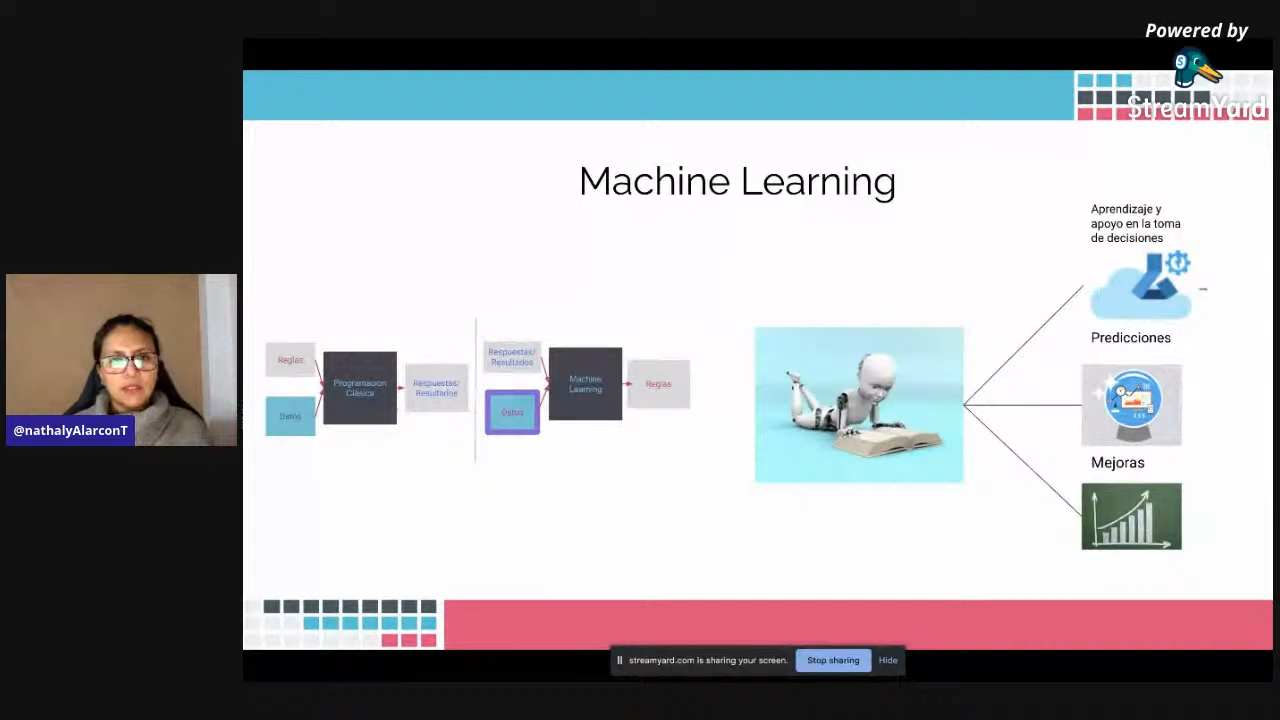 Powered by
StreamYard
Machine Learning
Aprendizaje y
apoyo en la toma
de decisiones
Predicciones
Mejoras
Reglas
Datos
Programacion
Clásica
Respuestas/
Resultados
Respuestas/
Resultados
Datos
Machine
Learning
Reglas
@nathalyAlarconT
streamyard.com is sharing your screen.
Stop sharing
Hide